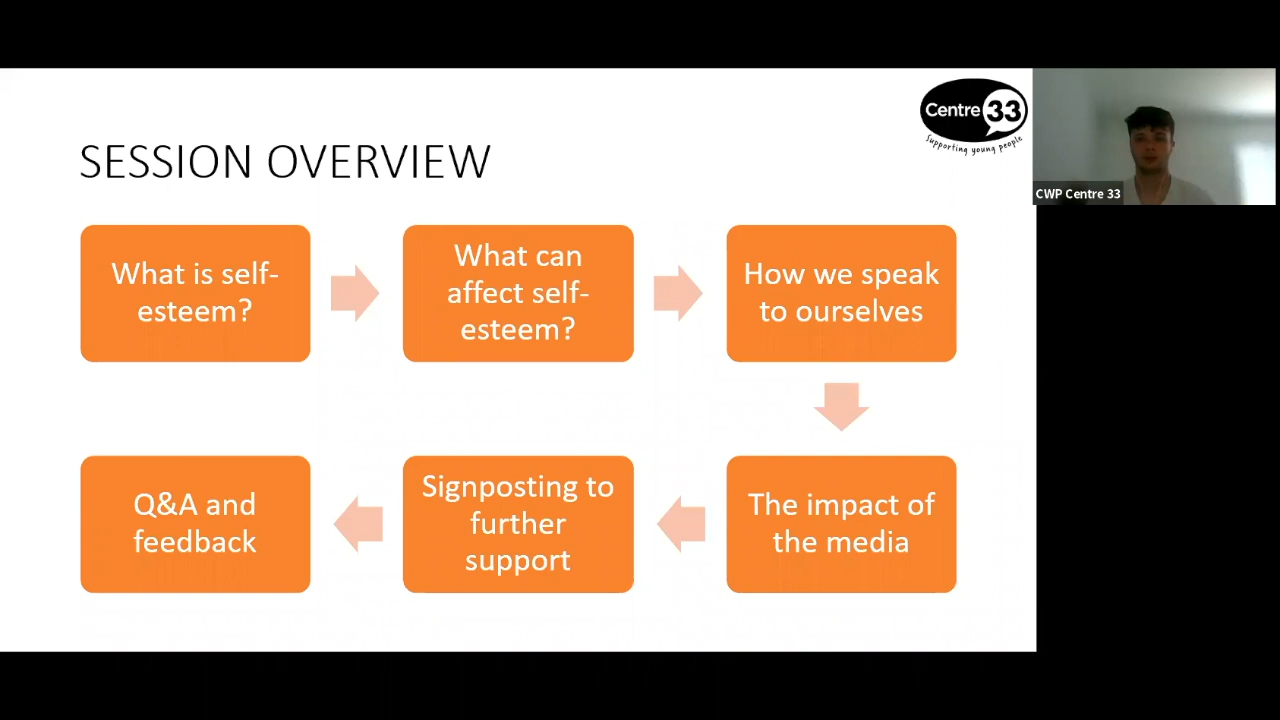 SESSION OVERVIEW
Centre 33
Supporting young people
CWP Centre 33
What is self-
esteem?
What can
affect self-
esteem?
How we speak
to ourselves
The impact of
the media
Signposting to
further
support
Q&A and
feedback